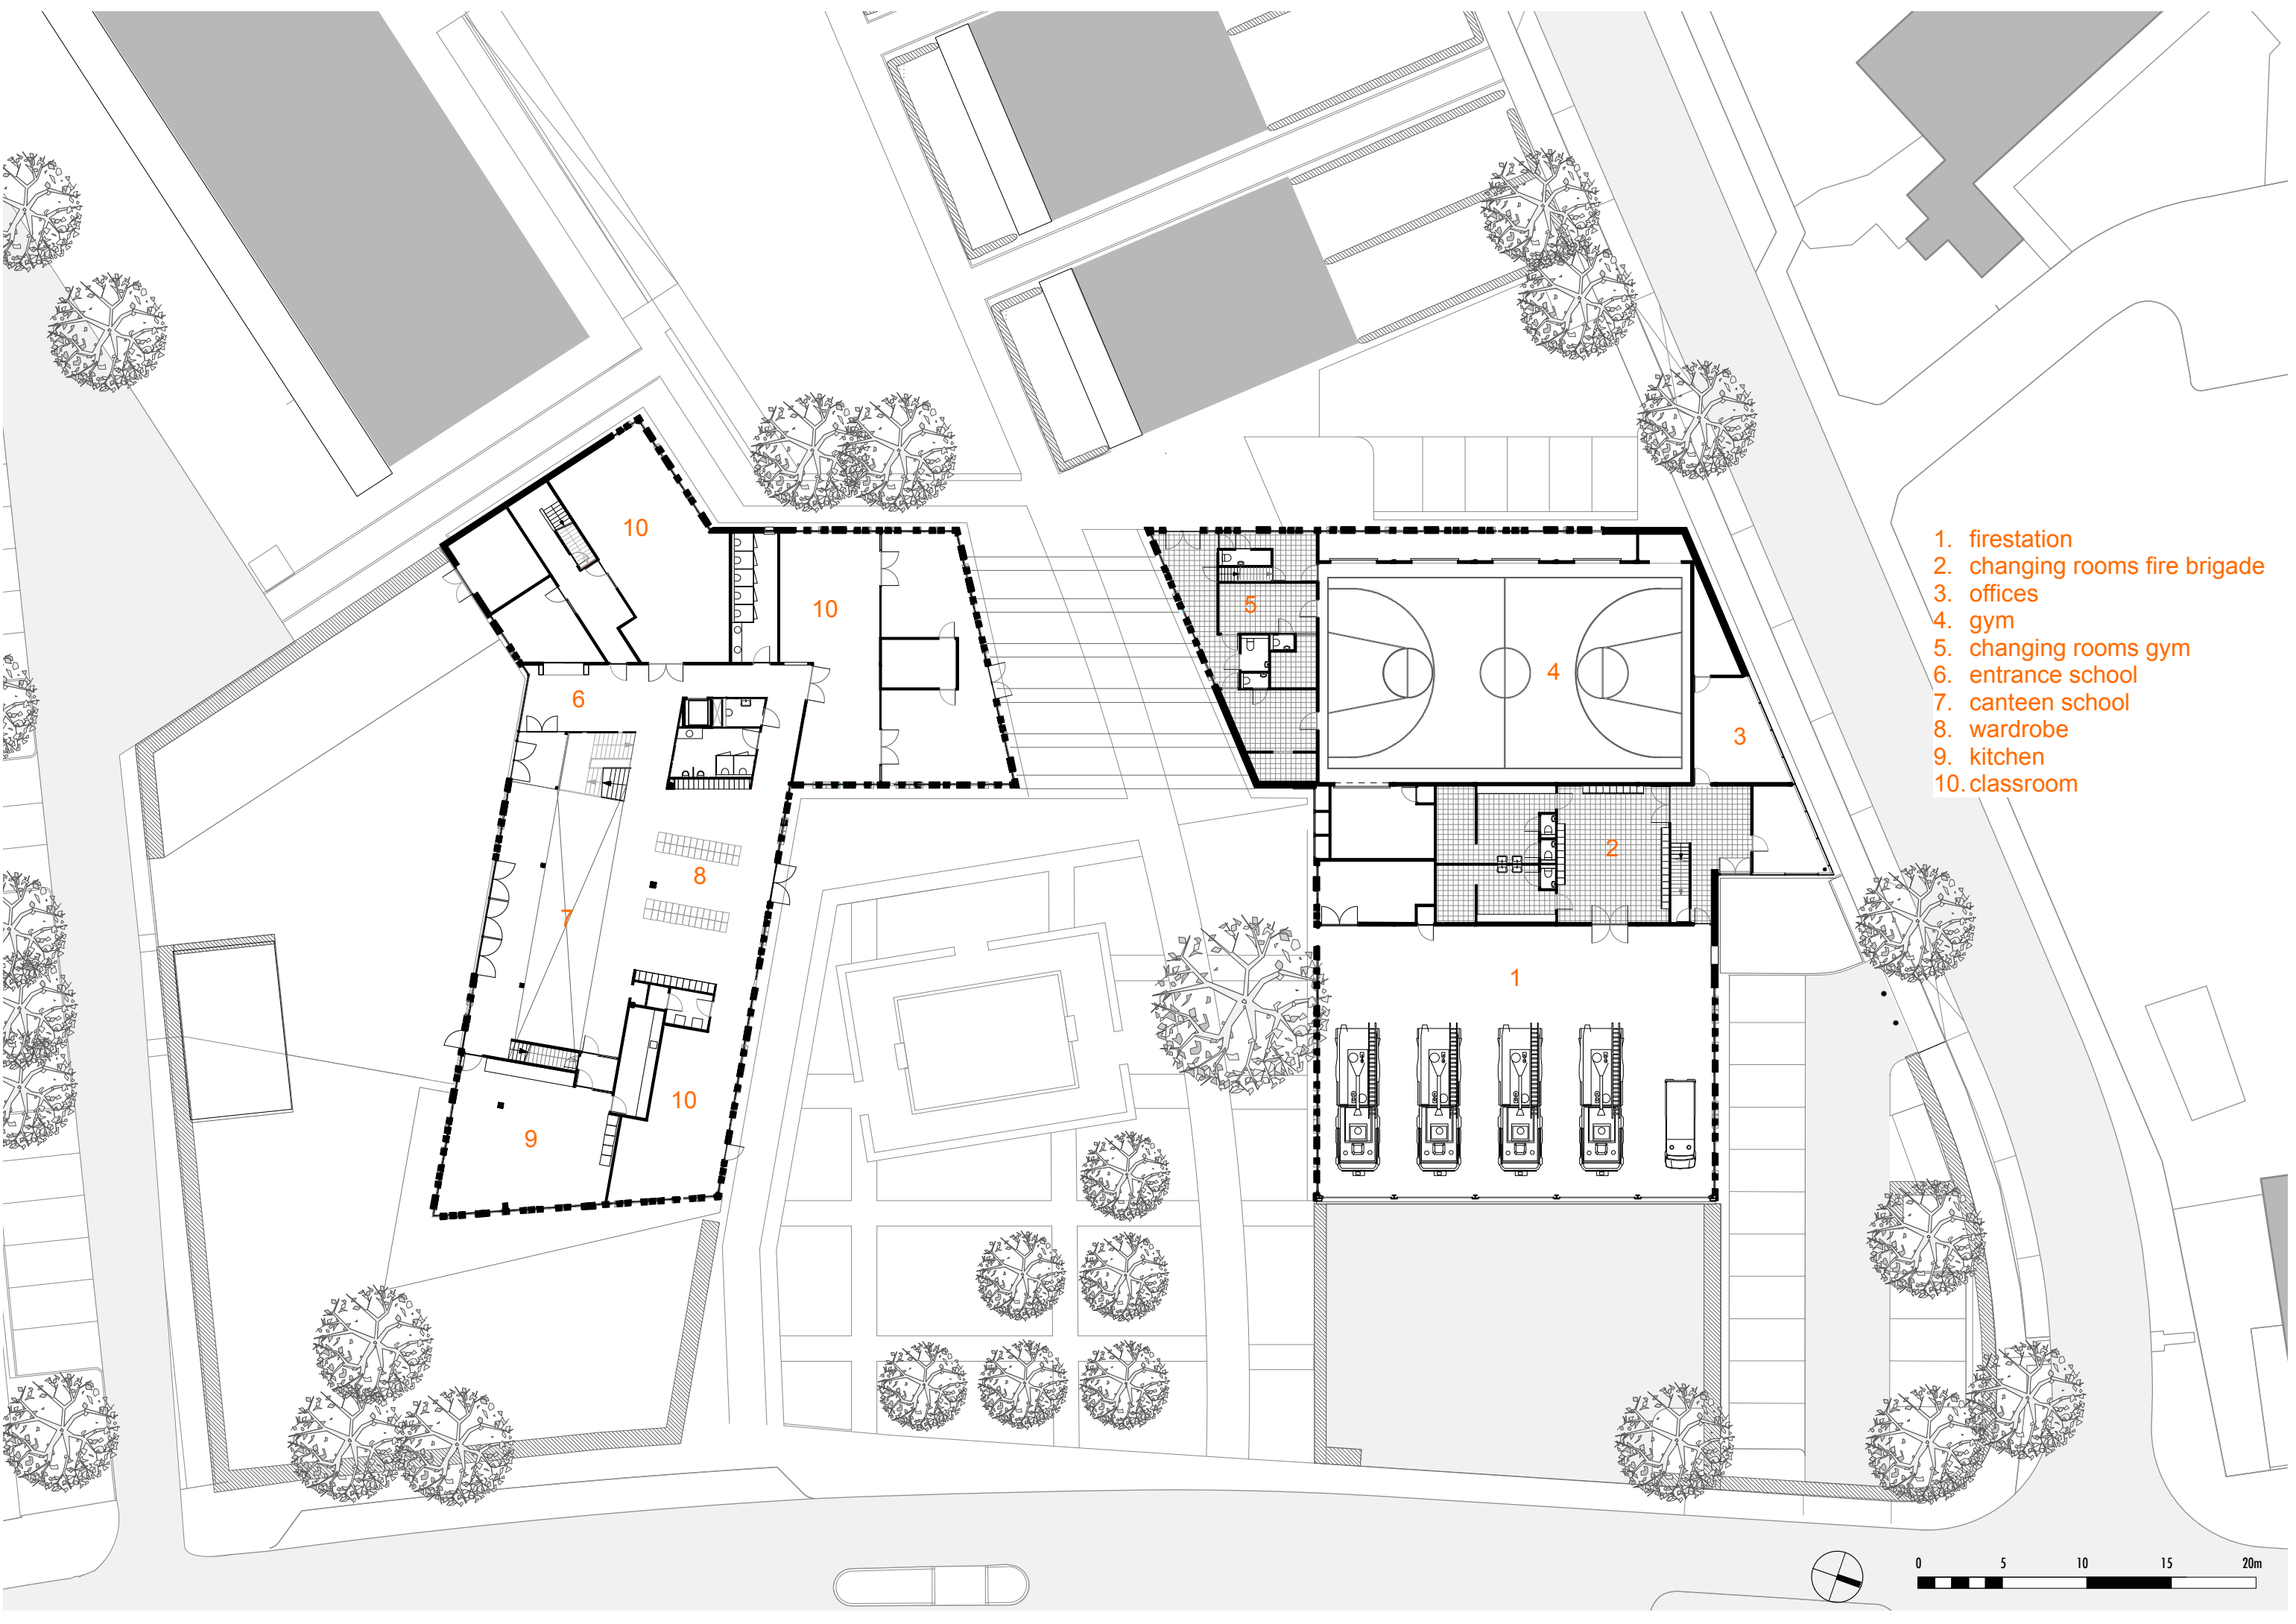 10
10
5
4
6
3
8
2
7
1
10
9
1. firestation
2. changing rooms fire brigade
3. offices
4. gym
5. changing rooms gym
6. entrance school
7. canteen school
8. wardrobe
9. kitchen
10. classroom
0 5 10 15 20m